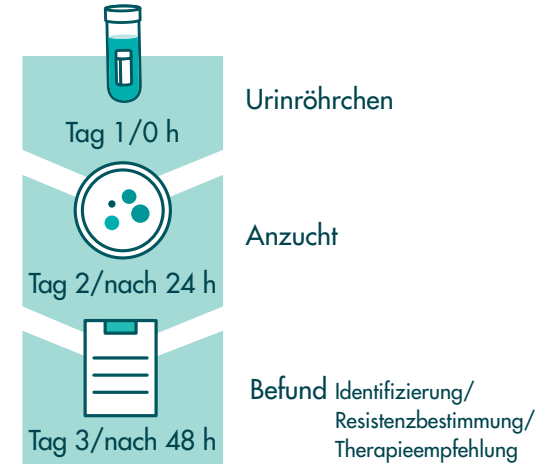 Tag 1/0 h
Urinröhrchen
Tag 2/nach 24 h
Anzucht
Tag 3/nach 48 h
Befund Identifizierung/
Resistenzbestimmung/
Therapieempfehlung